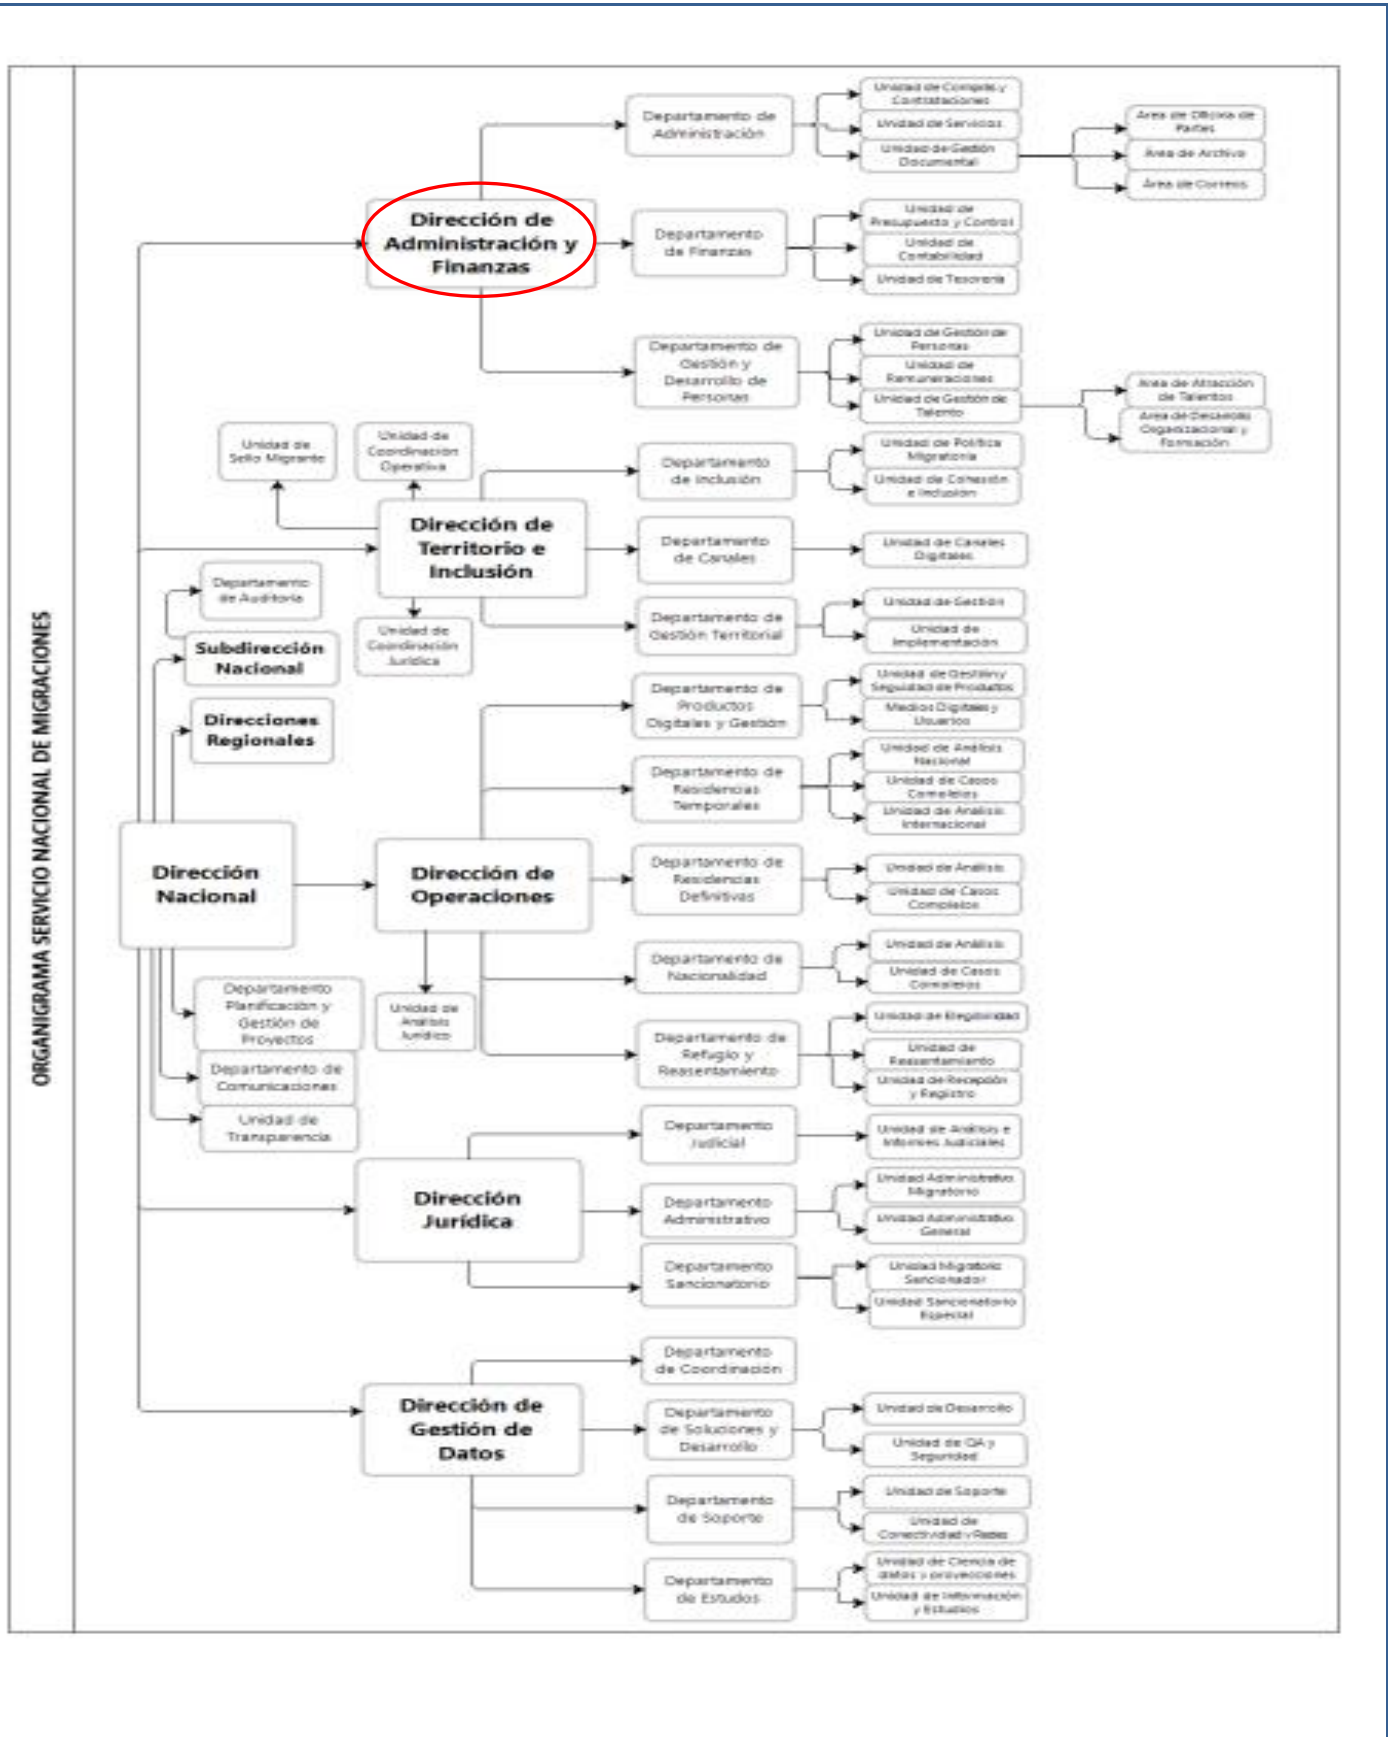 ORGANIGRAMA SERVICIO NACIONAL DE MIGRACIONES
Dirección
Nacional
Subdirección
Nacional
Departamento
de Auditoría
Direcciones
Regionales
Departamento
Planificación y
Gestión de
Proyectos
Departamento de
Comunicaciones
Unidad de
Transparencia
Dirección de
Administración y
Finanzas
Departamento de
Administración
Unidad de Compras y
Contrataciones
Unidad de Servicios
Unidad de Gestión
Documental
Area de Oficina de
Partes
Area de Archivo
Área de Correos
Departamento
de Finanzas
Unidad de
Presupuesto y Control
Unidad de
Contabilidad
Unidad de Tesorería
Departamento de
Gestión y
Desarrollo de
Personas
Unidad de Gestión de
Personas
Unidad de
Remuneraciones
Unidad de Gestión de
Talento
Area de Atracción
de Talentos
Area de Desarrollo
Organizacional y
Formación
Unidad de
Sello Migrante
Unidad de
Coordinación
Operativa
Dirección de
Territorio e
Inclusión
Unidad de
Coordinación
Jurídica
Departamento
de Inclusión
Unidad de Política
Migratoria
Unidad de Cohesión
e Inclusión
Departamento
de Canales
Unidad de Canales
Digitales
Departamento de
Gestión Territorial
Unidad de Gestión
Unidad de
Implementación
Dirección de
Operaciones
Unidad de
Análisis
Jurídico
Departamento de
Productos
Digitales y Gestión
Unidad de Gestión y
de Productos
Medios Digitales y
Usuarios
Departamento de
Residencias
Temporales
Unidad de Análisis
Nacional
Unidad de Casos
Complejos
Unidad de Análisis
Internacional
Departamento de
Residencias
Definitivas
Unidad de Análisis
Unidad de Casos
Complejos
Departamento de
Nacionalidad
Unidad de Análisis
Unidad de Casos
Complejos
Departamento de
Refugio y
Reasentamiento
Unidad de Elegibilidad
Unidad de
Reasentamiento
Unidad de Recepción
y Registro
Dirección
Jurídica
Departamento
Judicial
Unidad de Análisis e
Informes Judiciales
Departamento
Administrativo
Unidad Administrativo
Migratorio
Unidad Administrativo
General
Departamento
Sancionatorio
Unidad Migratorio
Sancionador
Unidad Sancionatorio
Especial
Dirección de
Gestión de
Datos
Departamento
de Coordinación
Departamento
de Soluciones y
Desarrollo
Unidad de Desarrollo
Unidad de QA y
Seguridad
Departamento
de Soporte
Unidad de Soporte
Unidad de
Conectividad y Redes
Departamento
de Estudos
Unidad de Ciencia de
datos y proyecciones
Unidad de Información
y Estudios